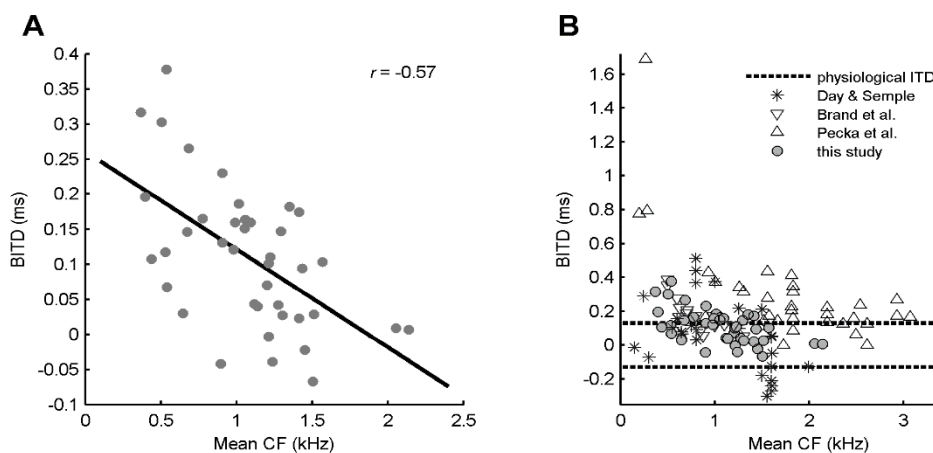 A
r = -0.57
0.4
0.35
0.3
0.25
0.2
0.15
0.1
0.05
0
-0.05
-0.1
BITD (ms)
0 0.5 1 1.5 2 2.5
Mean CF (kHz)
B
physiological ITD
Day & Semple
Brand et al.
Pecka et al.
this study
1.6
1.4
1.2
1
0.8
0.6
0.4
0.2
0
-0.2
BITD (ms)
0 1 2 3
Mean CF (kHz)